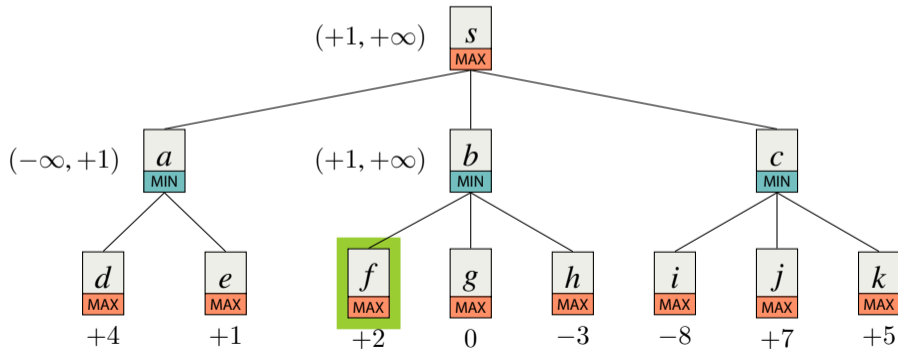 (+1, +∞) s
MAX
(−∞, +1) a (+1, +∞) b c
MIN MIN MIN
d e f g h i j k
MAX MAX MAX MAX MAX MAX MAX MAX
+4 +1 +2 0 −3 −8 +7 +5